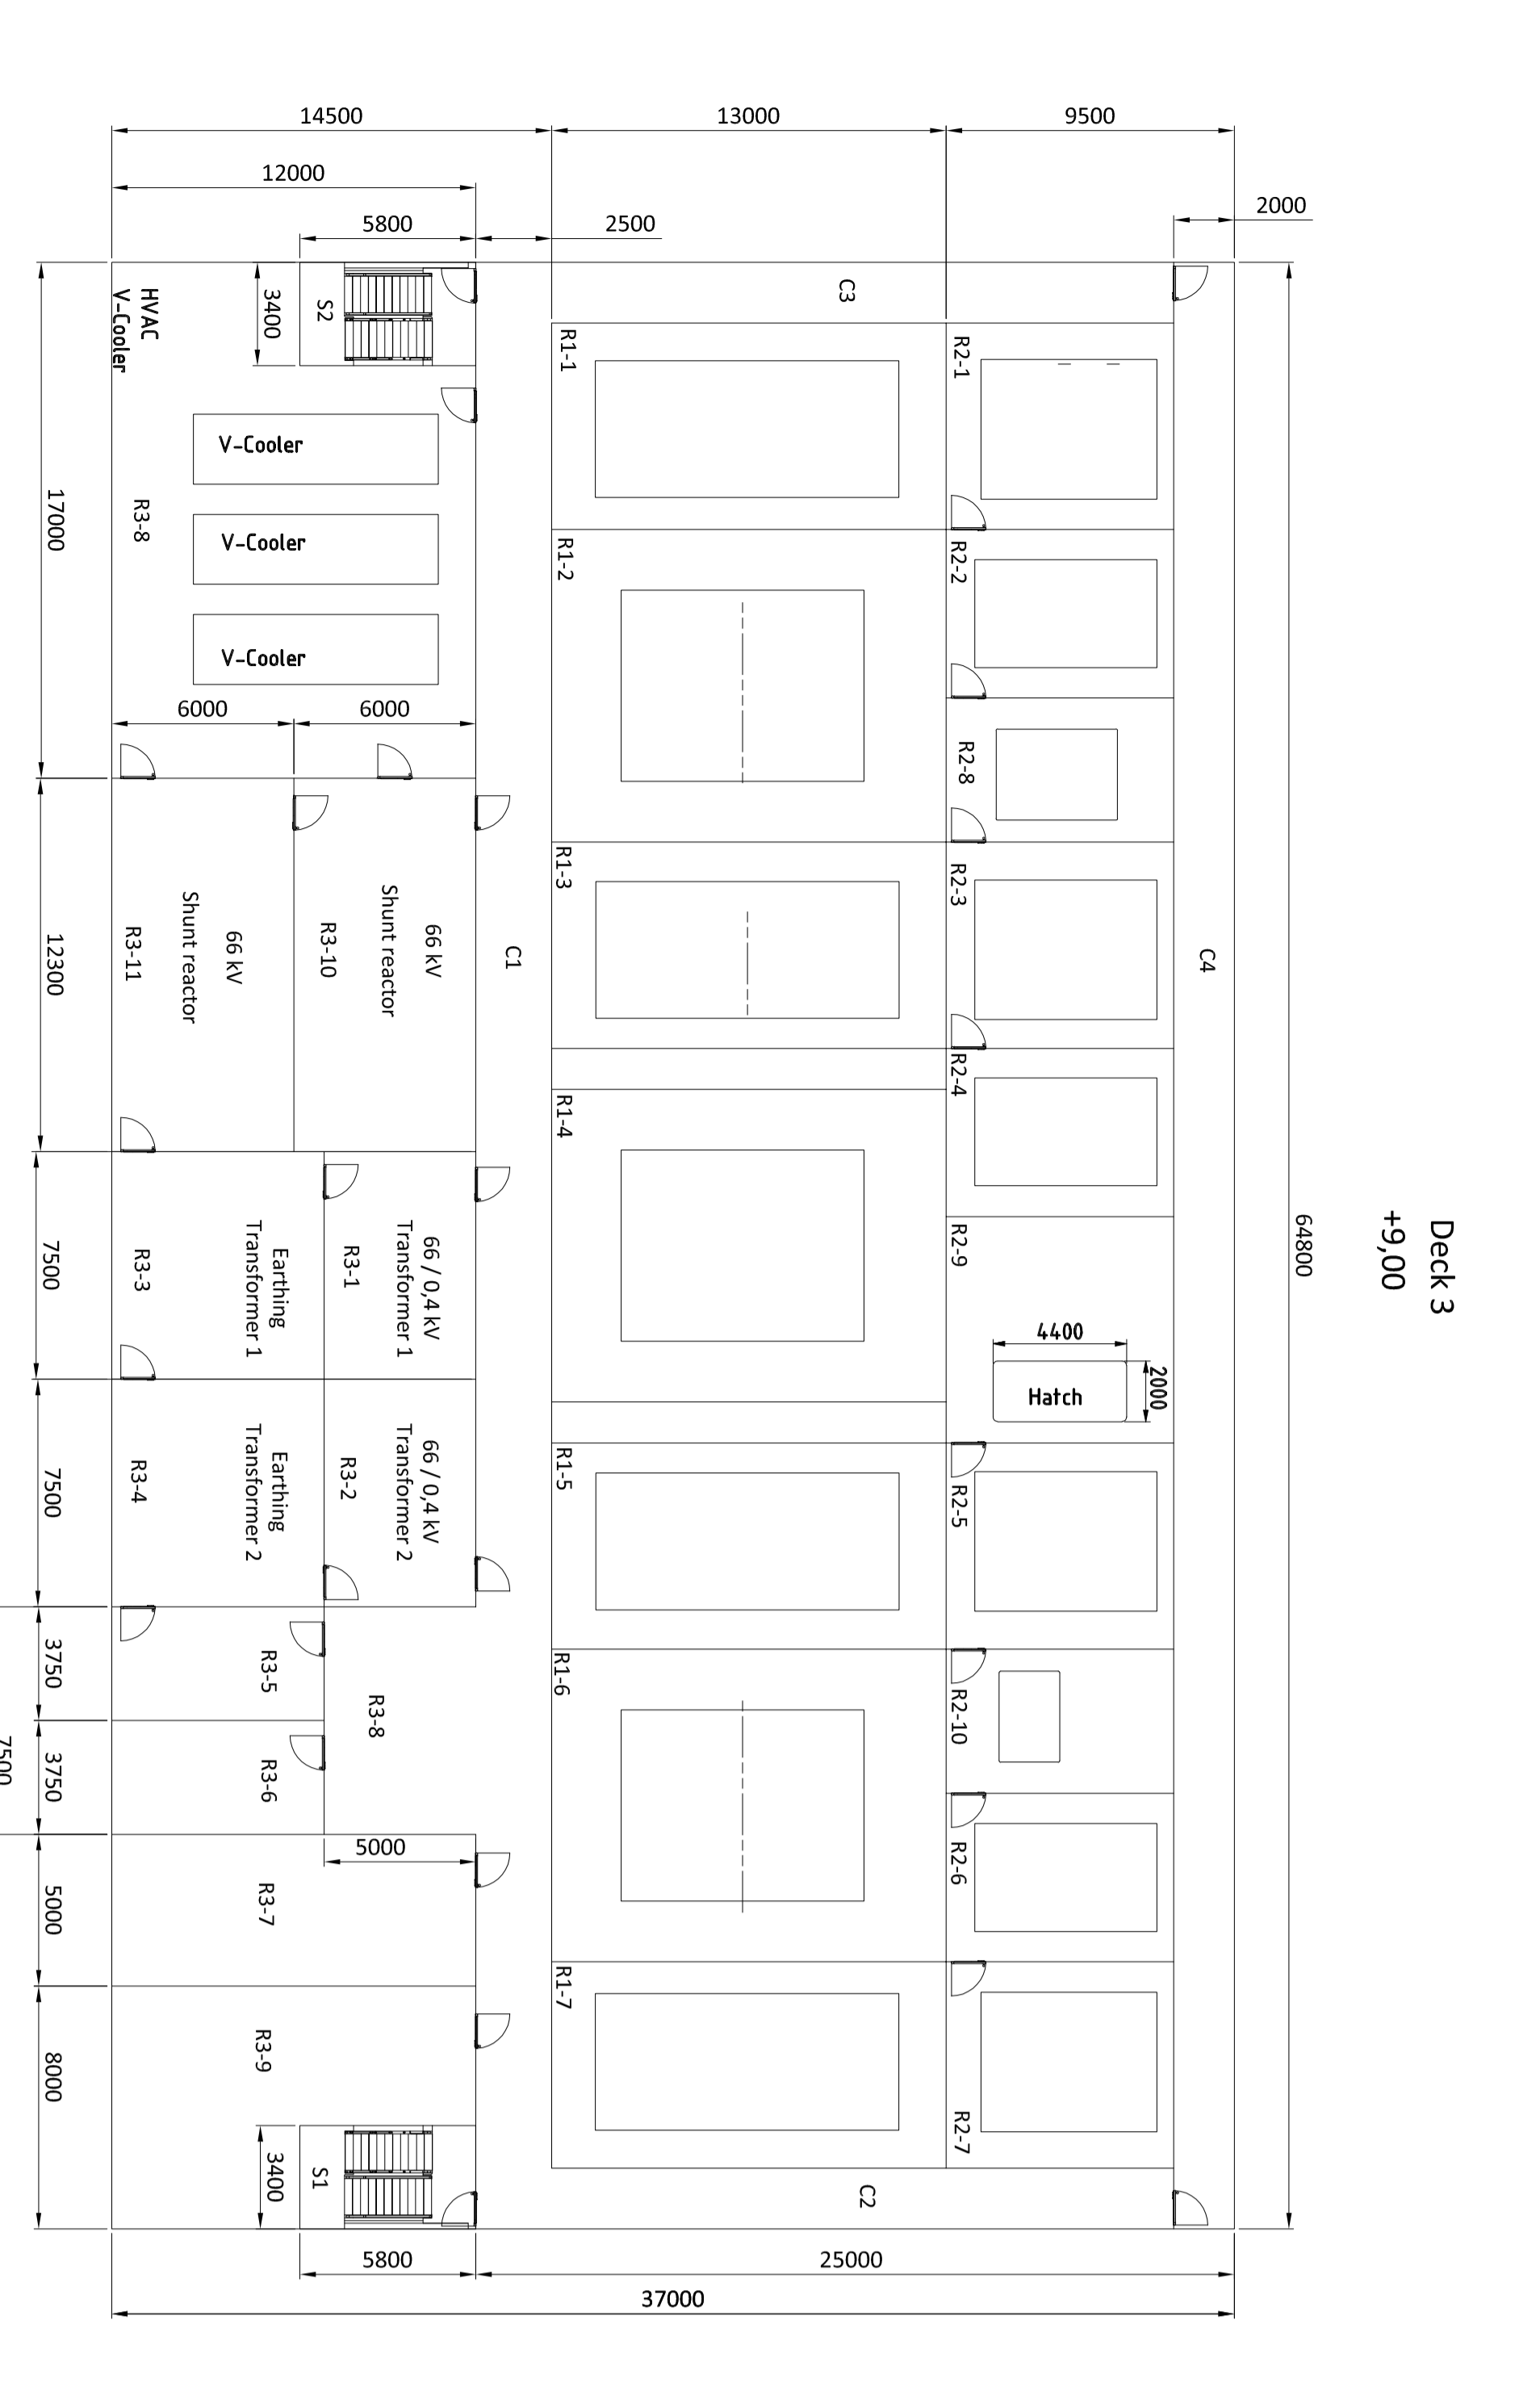 Deck 3
+9,00
14500
13000
9500
12000
5800
2500
2000
3400
S2
C3
HVAC
V-Cooler
V-Cooler
V-Cooler
V-Cooler
R3-8
17000
6000
6000
R1-1
R2-1
R1-2
R2-2
R2-8
R1-3
R2-3
C1
C4
66 kV
Shunt reactor
R3-10
66 kV
Shunt reactor
R3-11
12300
R2-4
R1-4
R2-9
64800
66 / 0,4 kV
Transformer 1
R3-1
Earthing
Transformer 1
R3-3
7500
4400
2000
Hatch
66 / 0,4 kV
Transformer 2
R3-2
Earthing
Transformer 2
R3-4
7500
R1-5
R2-5
R3-5
R3-8
3750
R1-6
R2-10
R3-6
3750
7500
5000
R2-6
R3-7
5000
R1-7
R2-7
R3-9
8000
3400
S1
C2
5800
25000
37000